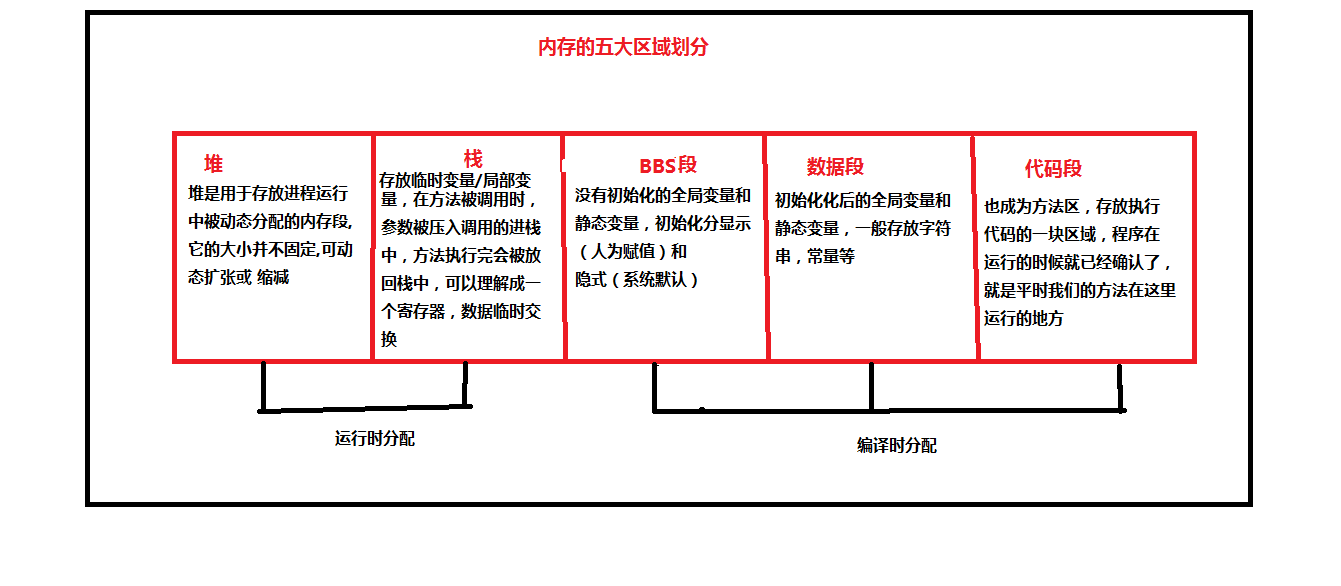 内存的五大区域划分
堆
堆是用于存放进程运行
中被动态分配的内存段,
它的大小并不固定,可动
态扩张或 缩减
栈
存放临时变量/局部变
量，在方法被调用时，
参数被压入调用的进栈
中，方法执行完会被放
回栈中，可以理解成一
个寄存器，数据临时交
换
BBS段
没有初始化的全局变量和
静态变量，初始化分显示
（人为赋值）和
隐式（系统默认）
数据段
初始化化后的全局变量和
静态变量，一般存放字符
串，常量等
代码段
也成为方法区，存放执行
代码的一块区域，程序在
运行的时候就已经确认了，
就是平时我们的方法在这里
运行的地方
运行时分配
编译时分配